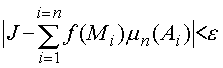 |J-∑_{i=1}^{i=n} f(M_i)μ_n(A_i)|<ε